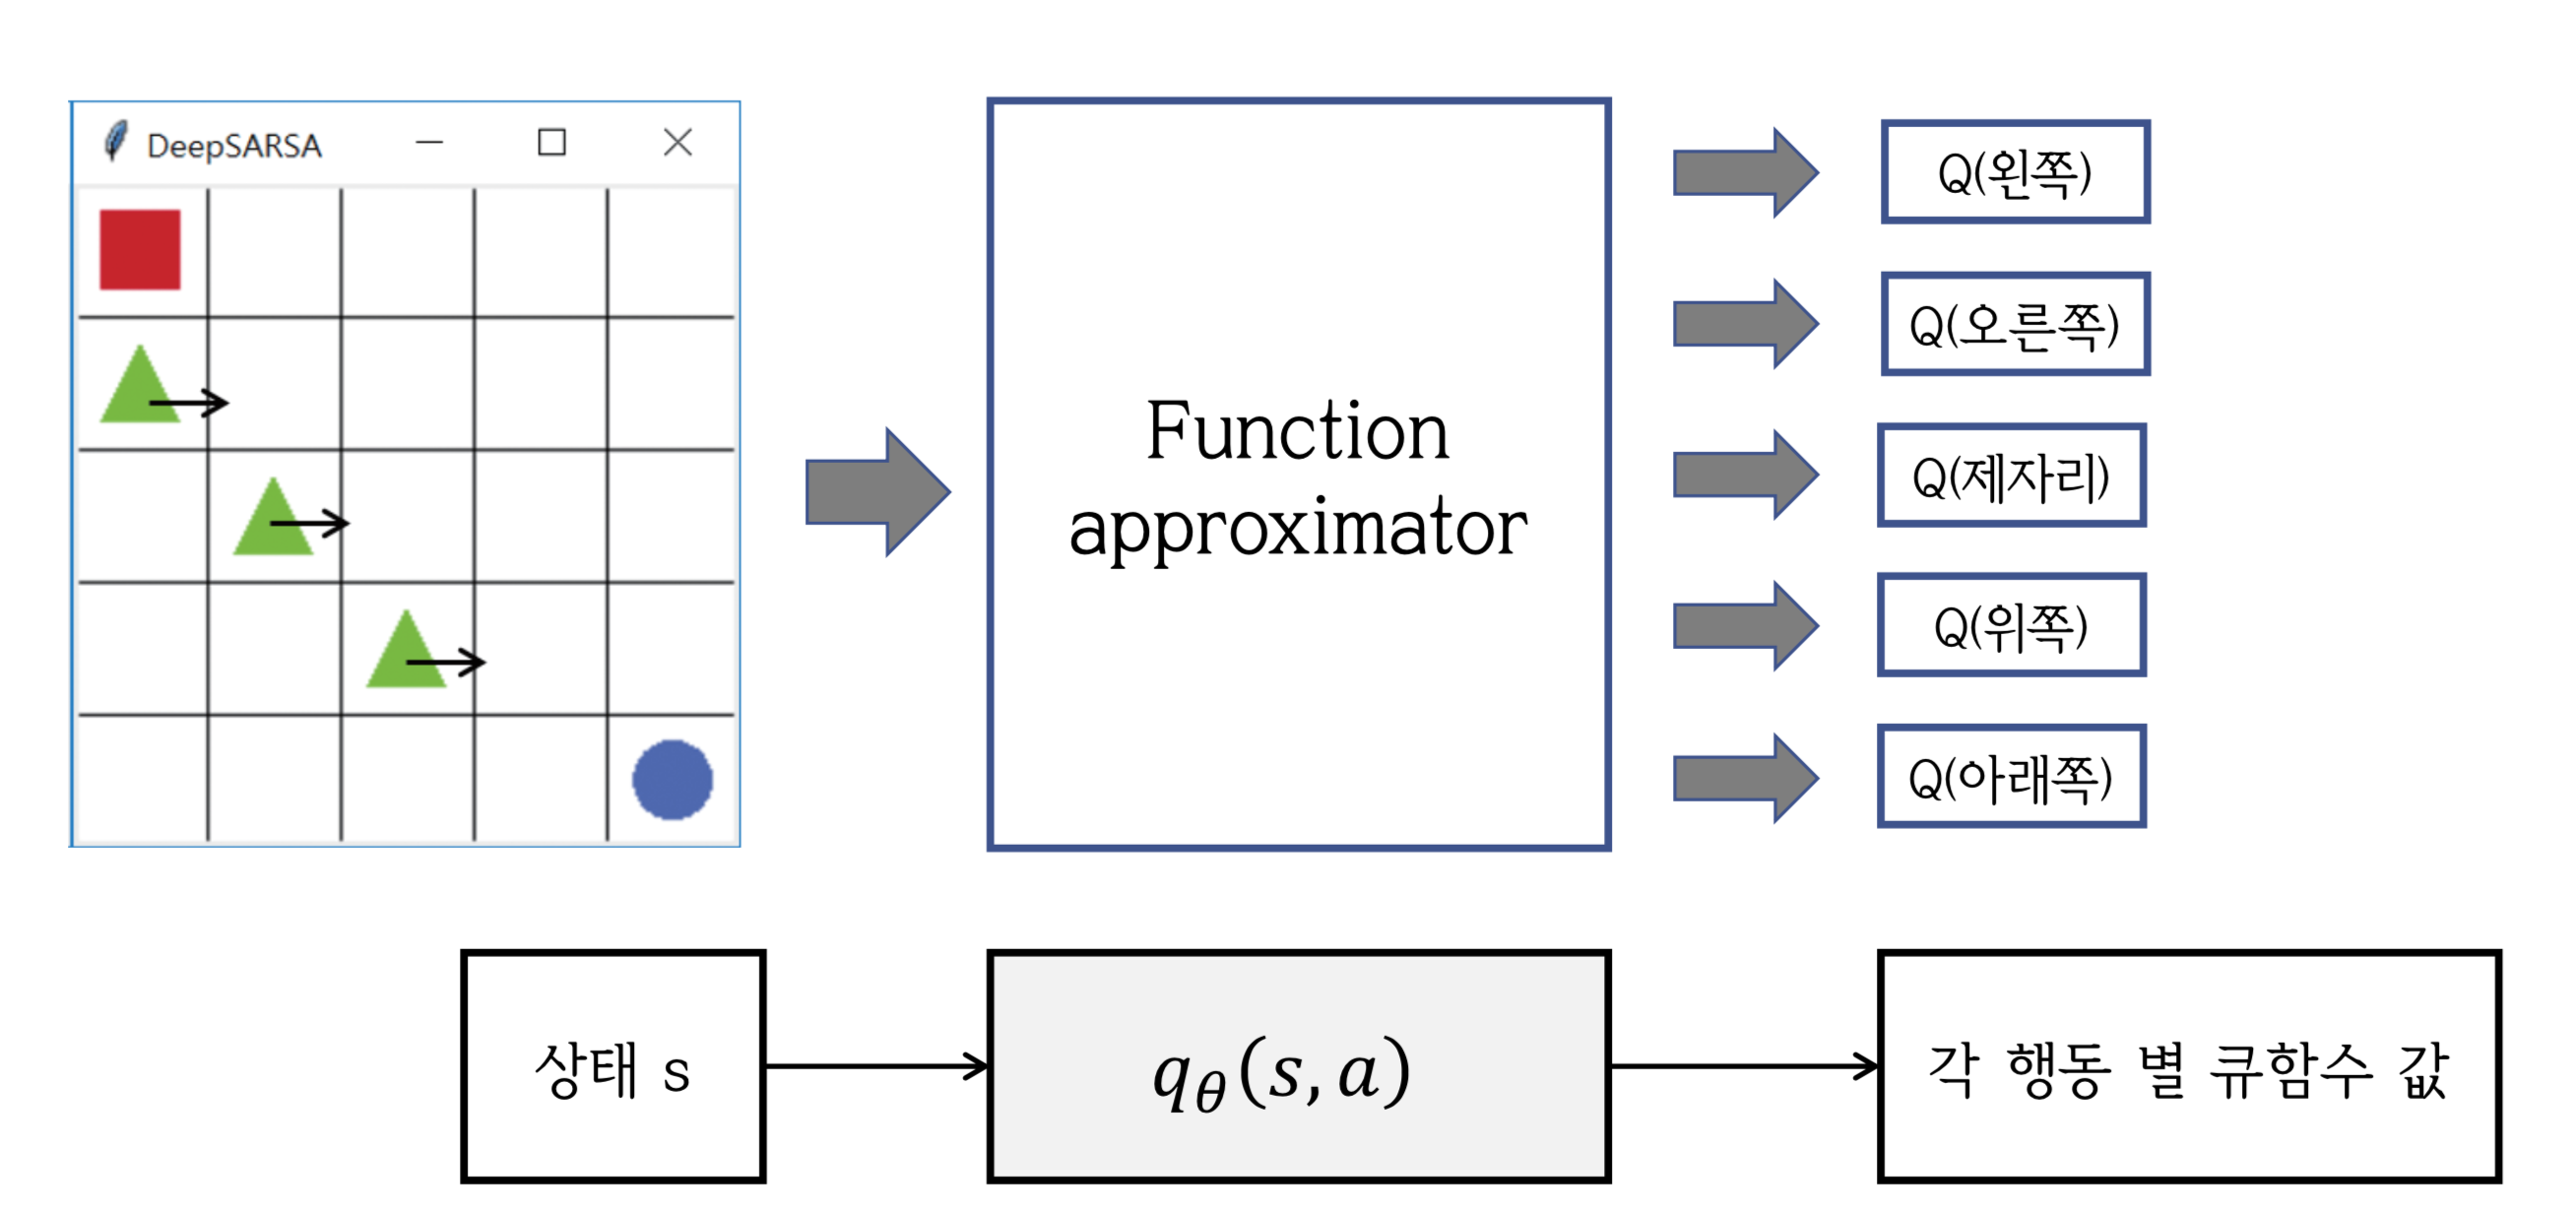 DeepSARSA
Function
approximator
Q(왼쪽)
Q(오른쪽)
Q(제자리)
Q(위쪽)
Q(아래쪽)
상태 s
qθ(s, a)
각 행동 별 큐함수 값